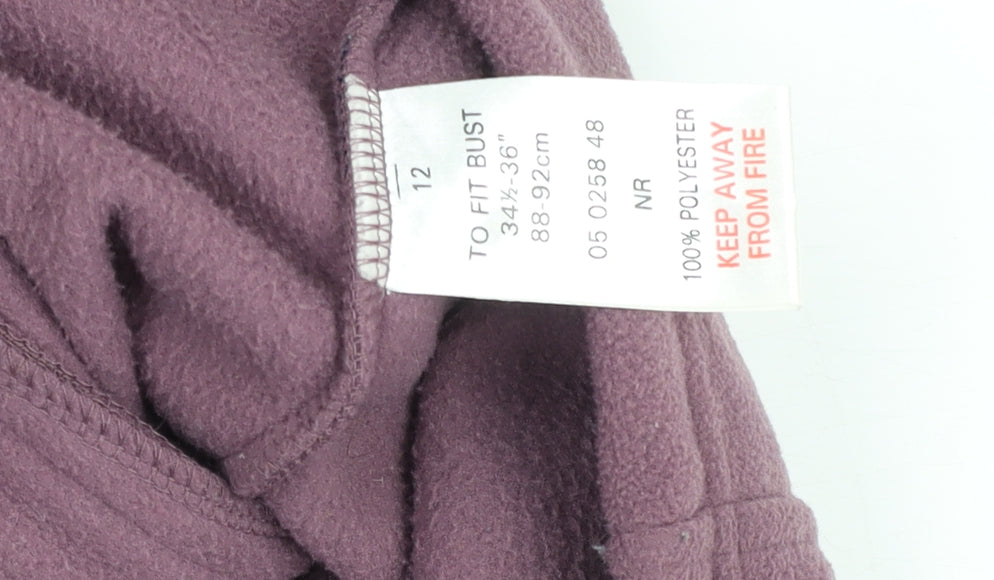 12
TO FIT BUST
34½-36"
88-92cm
05 0258 48
NR
100% POLYESTER
KEEP AWAY
FROM FIRE